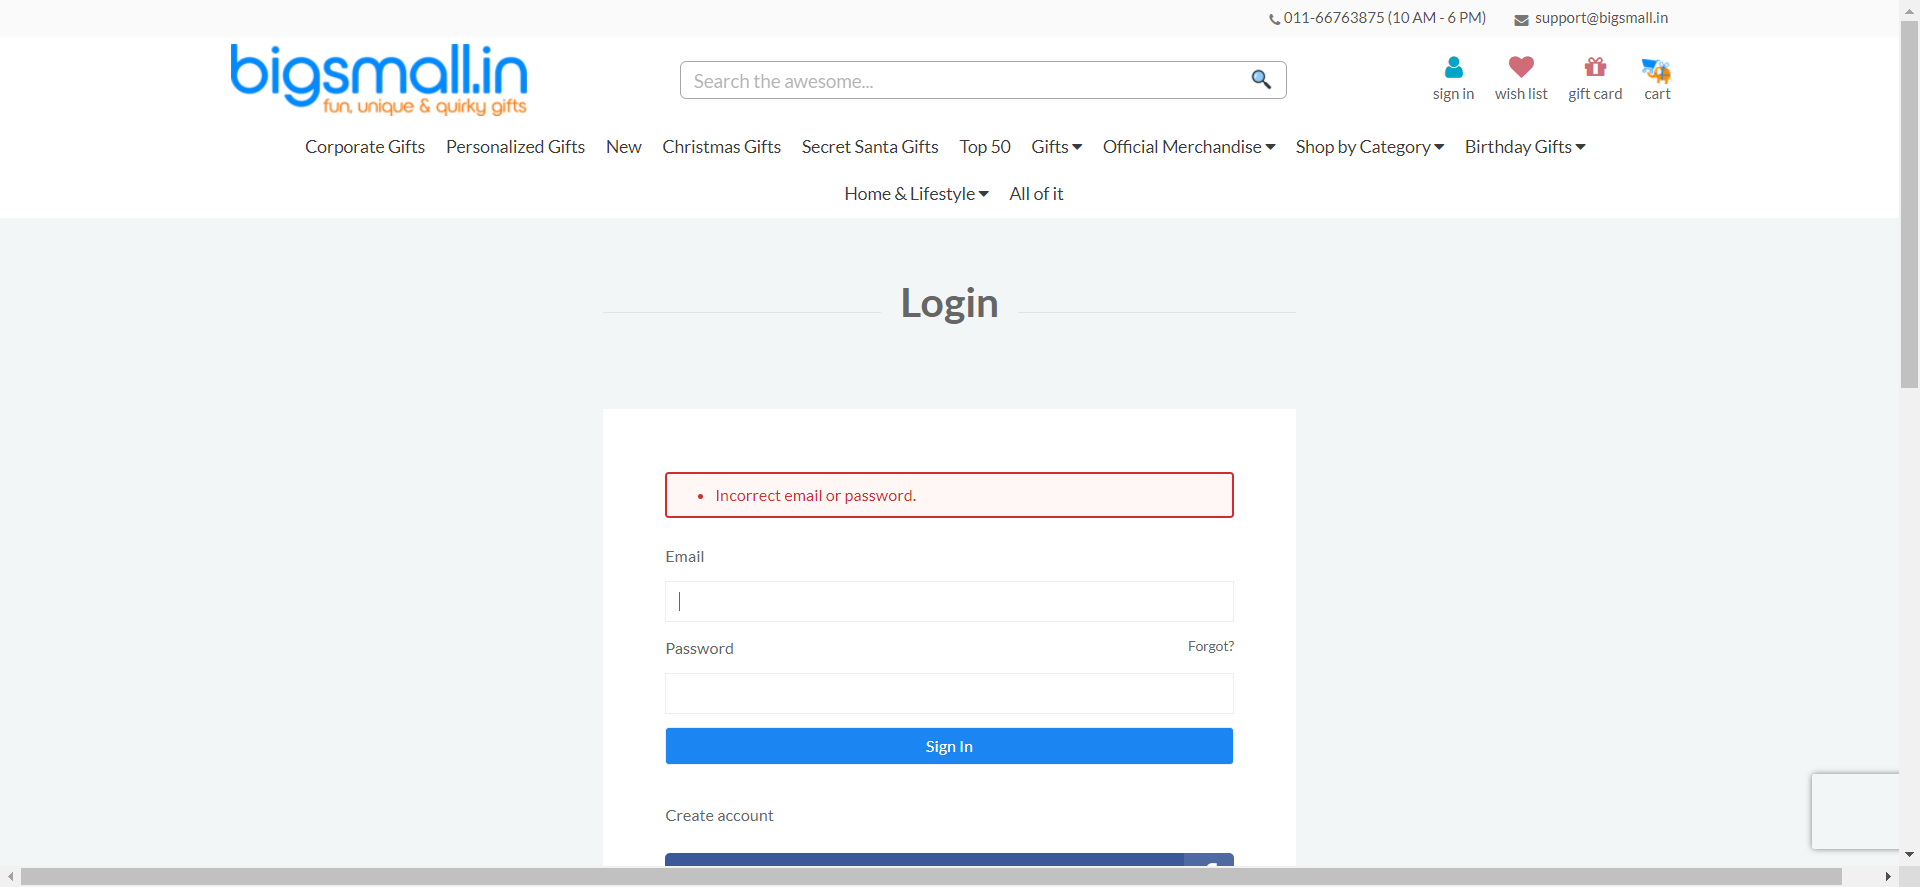 011-66763875 (10 AM - 6 PM) support@bigsmall.in
bigsmall.in
fun, unique & quirky gifts
Search the awesome...
sign in wish list gift card cart
Corporate Gifts Personalized Gifts New Christmas Gifts Secret Santa Gifts Top 50 Gifts Official Merchandise Shop by Category Birthday Gifts
Home & Lifestyle All of it
Login
Incorrect email or password.
Email
Password Forgot?
Sign In
Create account